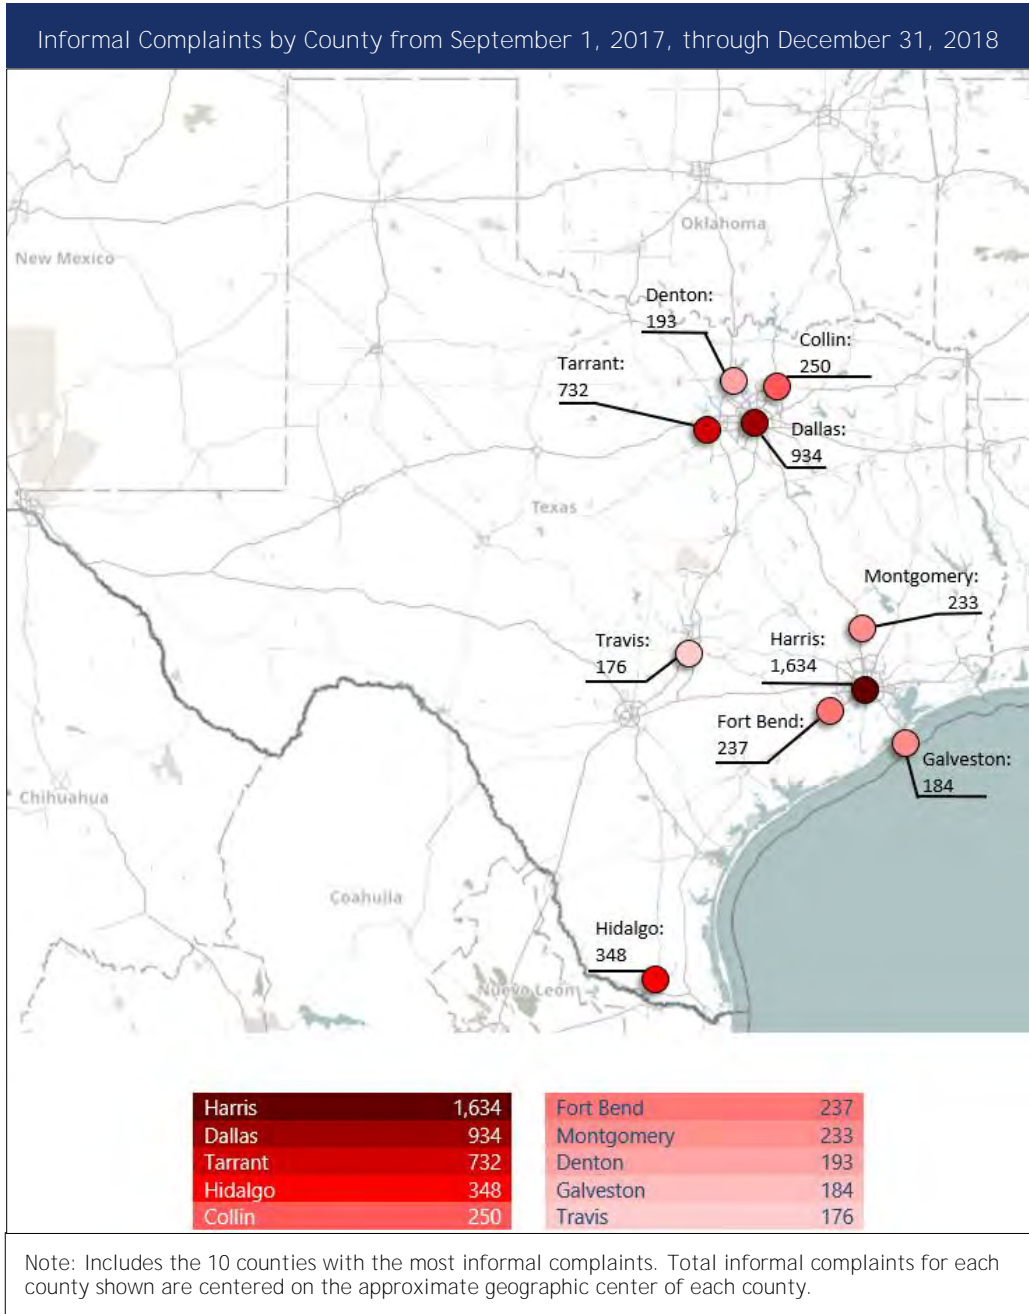 Informal Complaints by County from September 1, 2017, through December 31, 2018
Oklahoma
New Mexico
Denton:
193
Collin:
250
Tarrant:
732
Dallas:
934
Texas
Montgomery:
233
Travis:
176
Harris:
1,634
Fort Bend:
237
Galveston:
184
Chihuahua
Coahuila
Hidalgo:
348
Nuevo León
Harris 1,634
Dallas 934
Tarrant 732
Hidalgo 348
Collin 250
Fort Bend 237
Montgomery 233
Denton 193
Galveston 184
Travis 176
Note: Includes the 10 counties with the most informal complaints. Total informal complaints for each
county shown are centered on the approximate geographic center of each county.